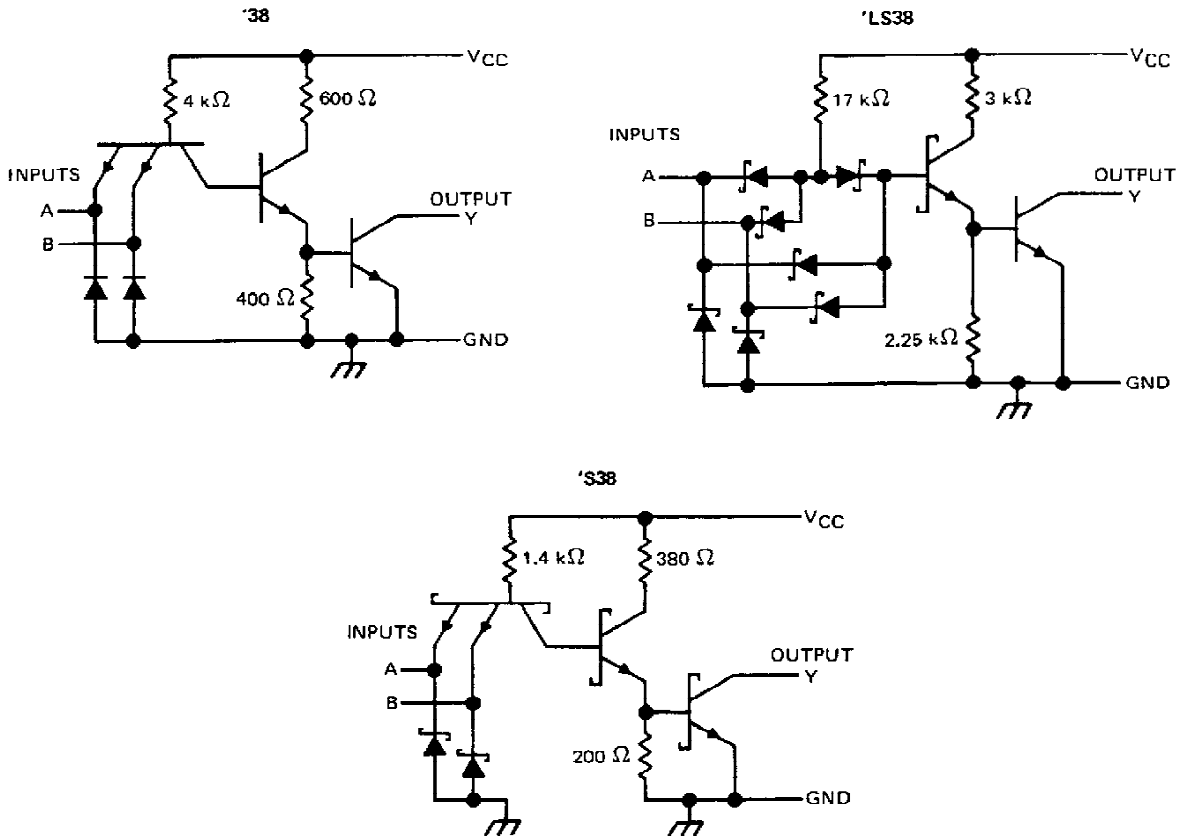 '38
VCC
4 kΩ
600 Ω
INPUTS
A
B
OUTPUT
Y
400 Ω
GND
'LS38
VCC
17 kΩ
3 kΩ
INPUTS
A
B
OUTPUT
Y
2.25 kΩ
GND
'S38
VCC
1.4 kΩ
380 Ω
INPUTS
A
B
OUTPUT
Y
200 Ω
GND